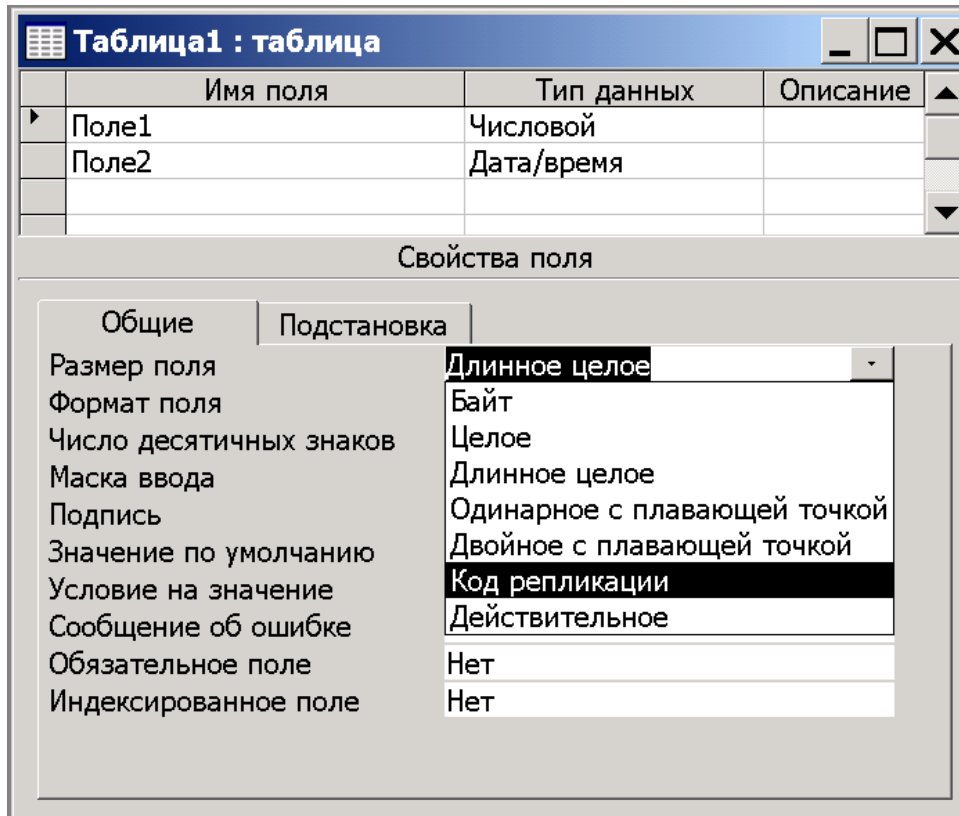 Таблица1 : таблица
Имя поля Тип данных Описание
Поле1 Числовой
Поле2 Дата/время
Свойства поля
Общие Подстановка
Размер поля Длинное целое
Формат поля Байт
Число десятичных знаков Целое
Маска ввода Длинное целое
Подпись Одинарное с плавающей точкой
Значение по умолчанию Двойное с плавающей точкой
Условие на значение Код репликации
Сообщение об ошибке Действительное
Обязательное поле Нет
Индексированное поле Нет